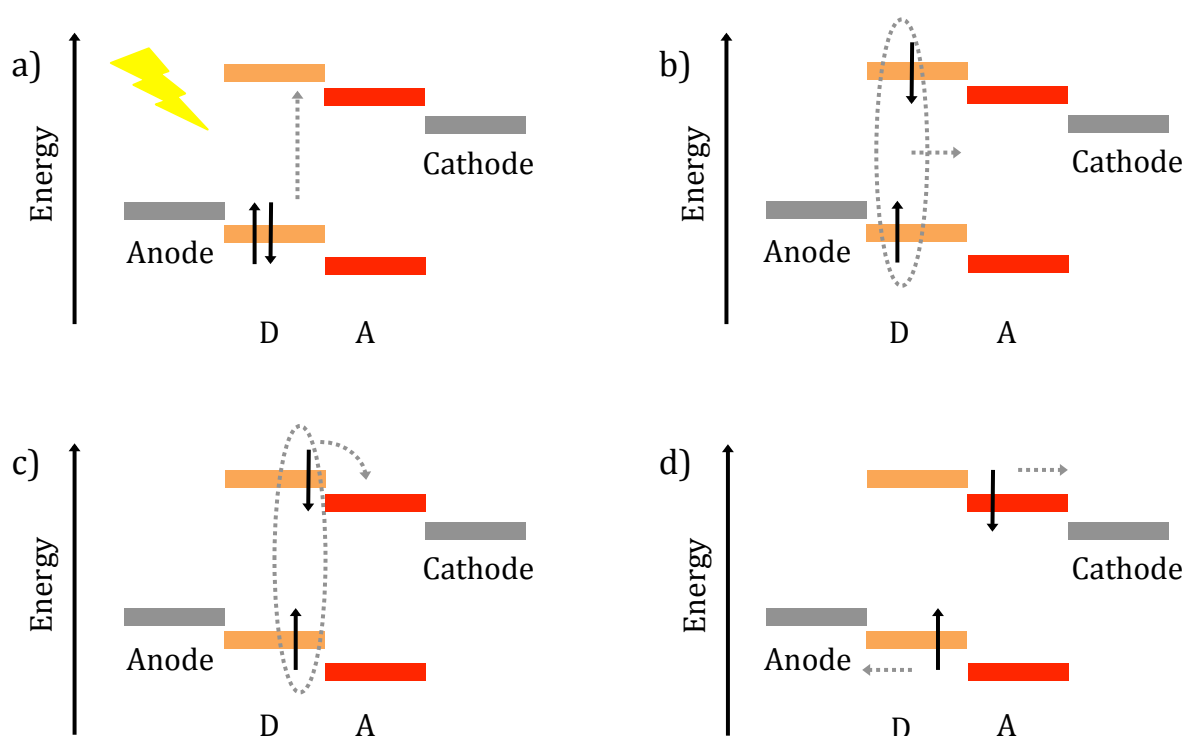 a)
Energy
Cathode
Anode
D A
b)
Energy
Cathode
Anode
D A
c)
Energy
Cathode
Anode
D A
d)
Energy
Cathode
Anode
D A